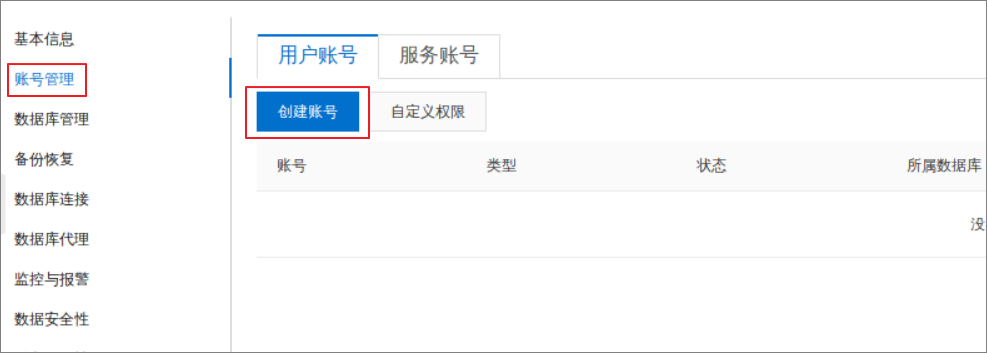 基本信息
账号管理
数据库管理
备份恢复
数据库连接
数据库代理
监控与报警
数据安全性
用户账号 服务账号
创建账号 自定义权限
账号 类型 状态 所属数据库
没